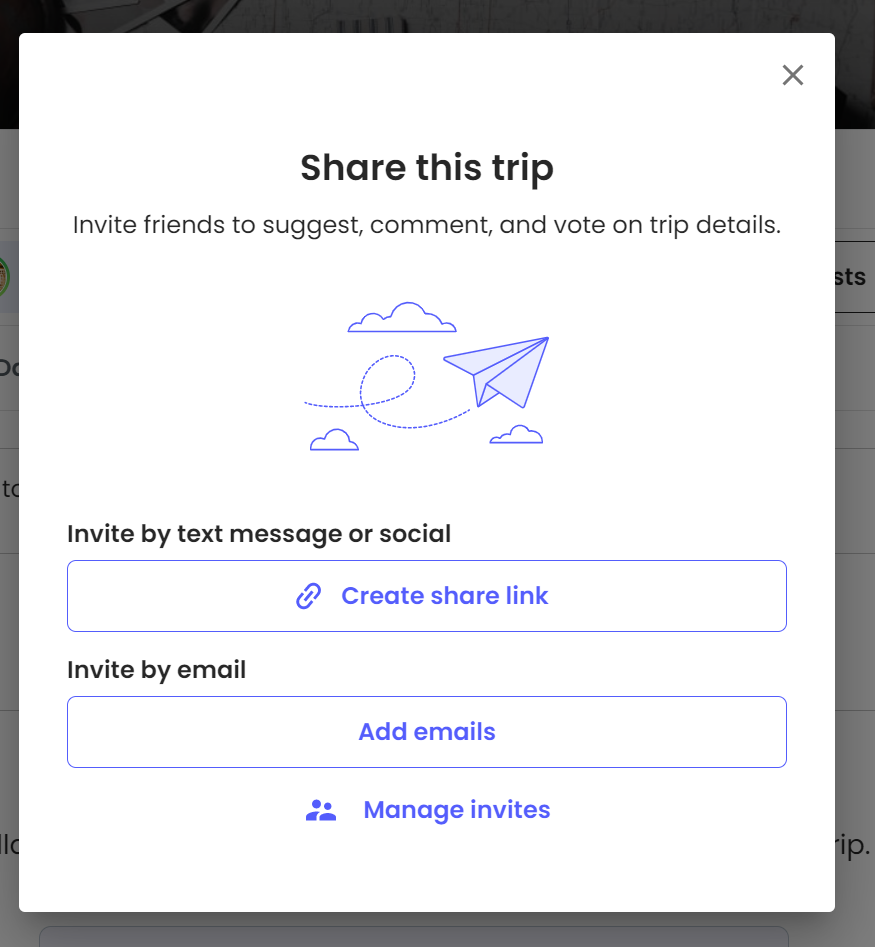 Share this trip
Invite friends to suggest, comment, and vote on trip details.
Invite by text message or social
Create share link
Invite by email
Add emails
Manage invites
rip.